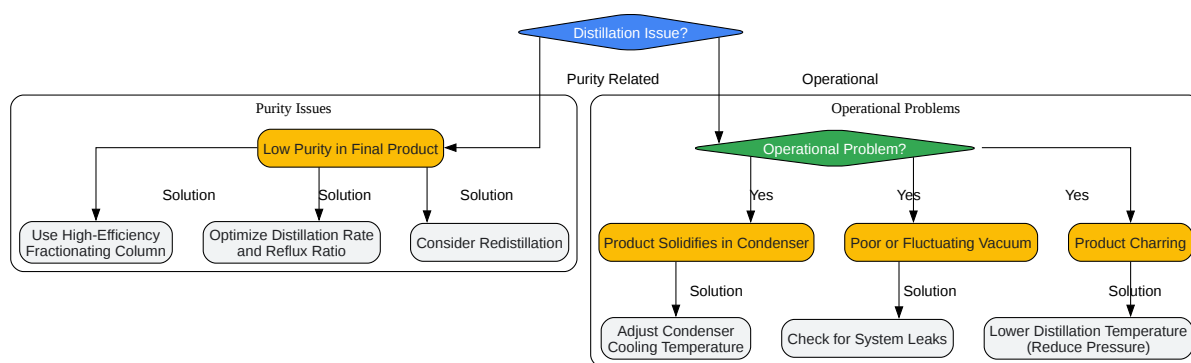 Distillation Issue?
Purity Related
Operational
Purity Issues
Operational Problems
Low Purity in Final Product
Operational Problem?
Solution
Solution
Solution
Yes
Yes
Yes
Use High-Efficiency
Fractionating Column
Optimize Distillation Rate
and Reflux Ratio
Consider Redistillation
Product Solidifies in Condenser
Poor or Fluctuating Vacuum
Product Charring
Solution
Solution
Solution
Adjust Condenser
Cooling Temperature
Check for System Leaks
Lower Distillation Temperature
(Reduce Pressure)